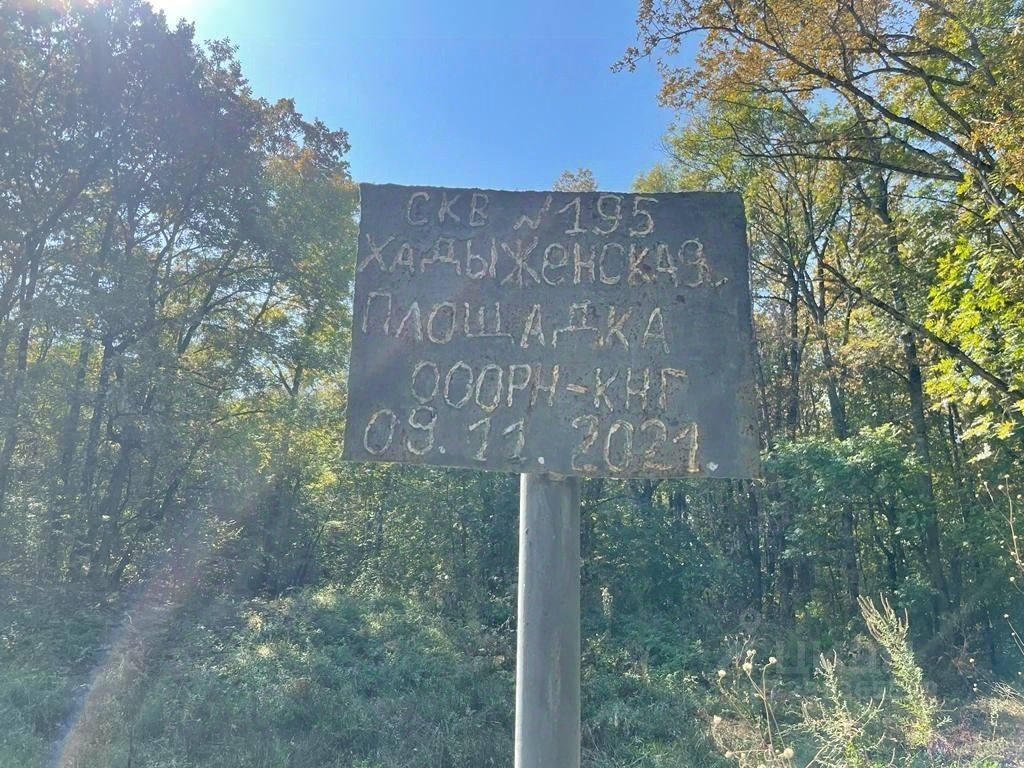 СКВ №195
ХАДЫЖеНСКАЯ
ПЛОЩАДКА
ОООРН-КНГ
09.11.2021.